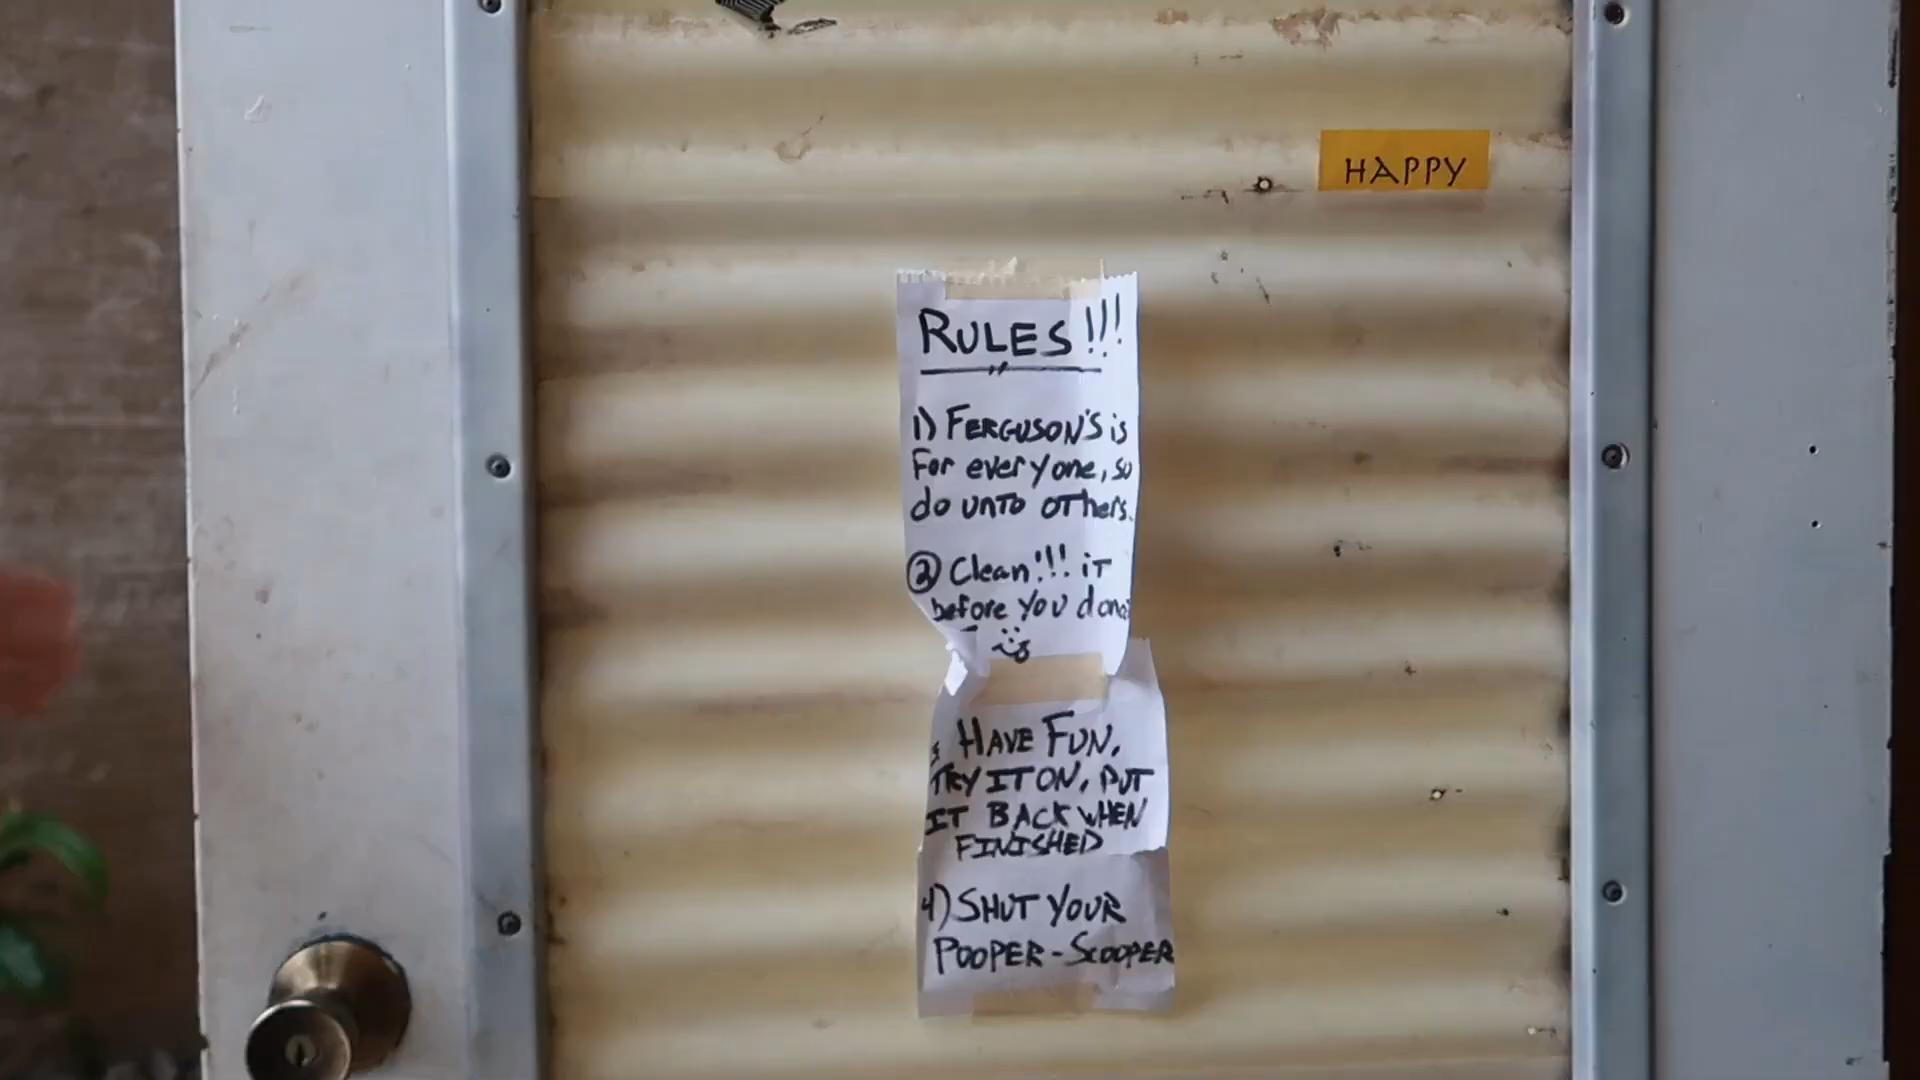 HAPPY
RULES!!!
1) FERGUSON'S is
For everyone, so
do unto others.
② Clean!!! it
before you
HAVE FUN,
TRY IT ON, PUT
IT BACK WHEN
FINISHED
4) SHUT YOUR
POOPER-SCOOPER